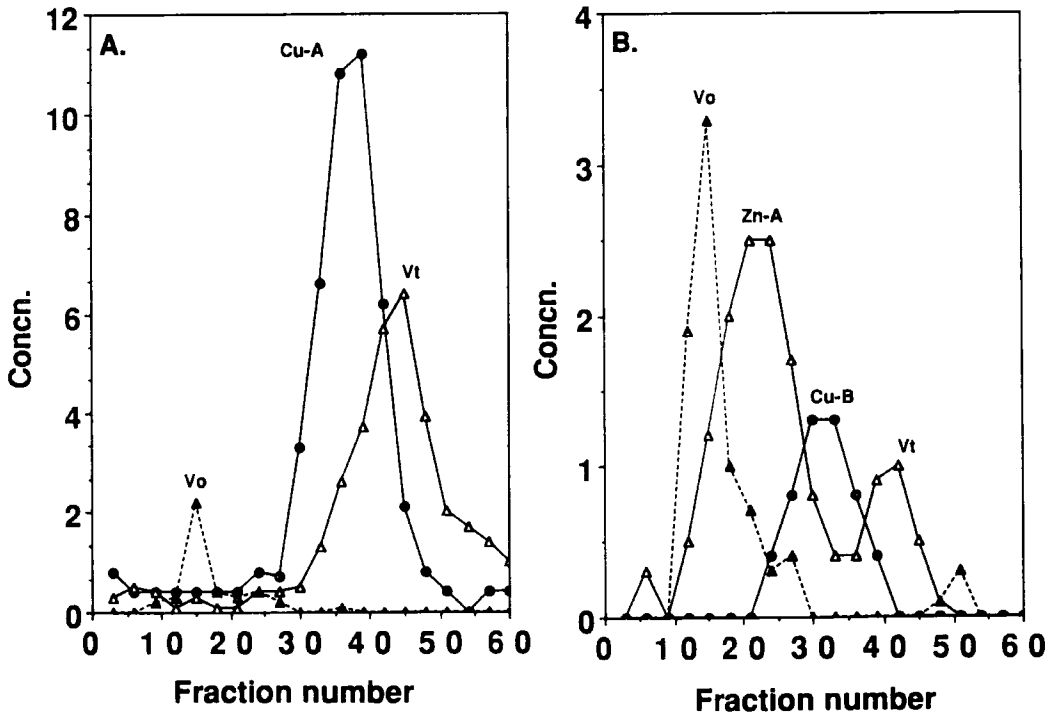 A.
12
10
8
6
4
2
0
Concn.
Cu-A
Vt
Vo
0 10 20 30 40 50 60
Fraction number
B.
4
3
2
1
0
Concn.
Vo
Zn-A
Cu-B
Vt
0 10 20 30 40 50 60
Fraction number